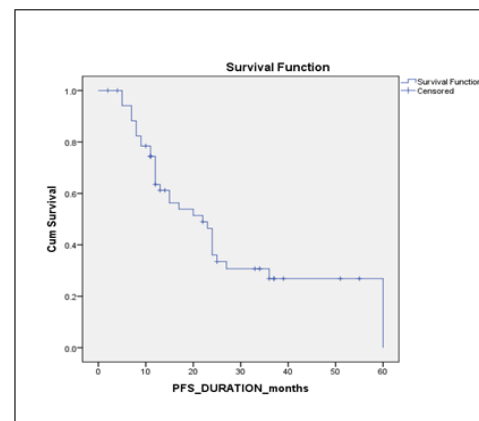 Survival Function
Survival Function
Censored
1.0
0.8
0.6
0.4
0.2
0.0
Cum Survival
0 10 20 30 40 50 60
PFS_DURATION_months